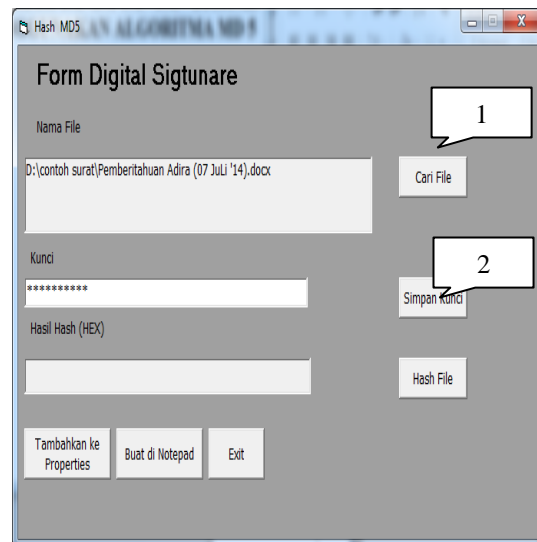 Hash MD5
Form Digital Sigtunare
1
Nama File
D:\contoh surat\Pemberitahuan Adira (07 JuLi '14).docx
Cari File
Kunci
2
**********
Simpan Kunci
Hasil Hash (HEX)
Hash File
Tambahkan ke
Properties
Buat di Notepad
Exit